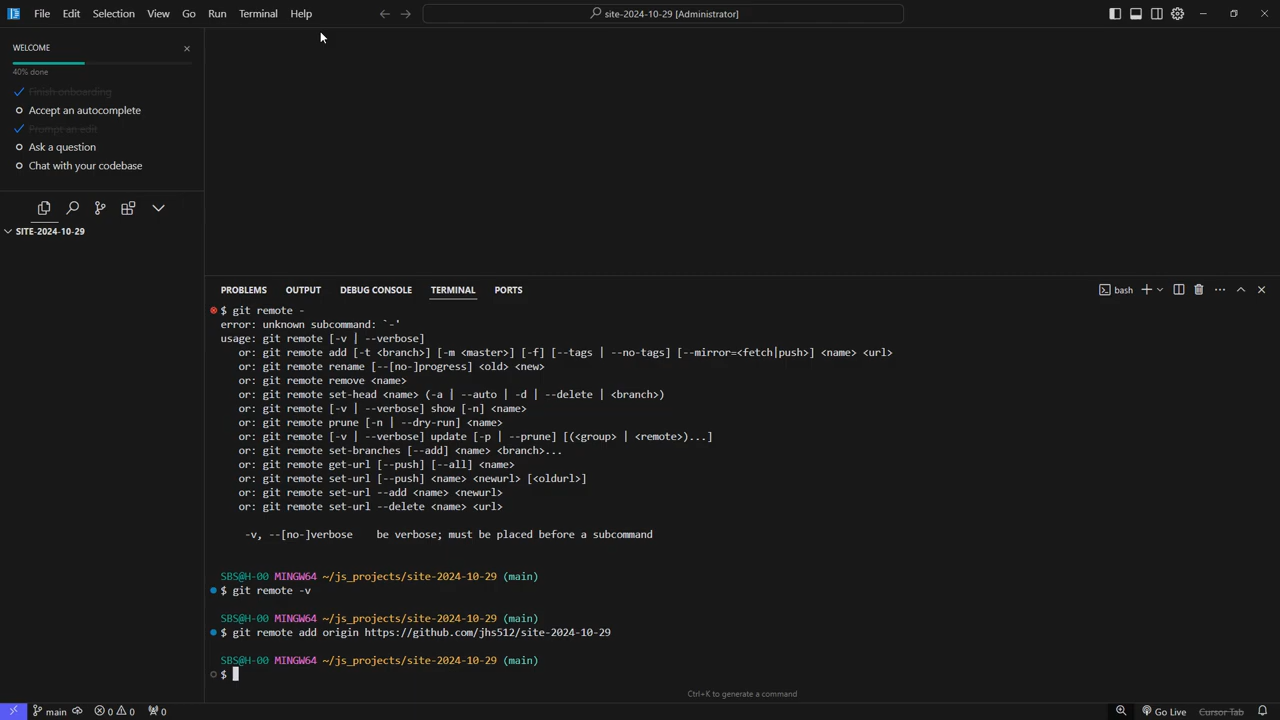 File Edit Selection View Go Run Terminal Help
site-2024-10-29 [Administrator]
WELCOME
40% done
Finish onboarding
Accept an autocomplete
Prompt an edit
Ask a question
Chat with your codebase
SITE-2024-10-29
PROBLEMS OUTPUT DEBUG CONSOLE TERMINAL PORTS
bash
$ git remote -
error: unknown subcommand: `-'
usage: git remote [-v | --verbose]
or: git remote add [-t <branch>] [-m <master>] [-f] [--tags | --no-tags] [--mirror=<fetch|push>] <name> <url>
or: git remote rename [--[no-]progress] <old> <new>
or: git remote remove <name>
or: git remote set-head <name> (-a | --auto | -d | --delete | <branch>)
or: git remote [-v | --verbose] show [-n] <name>
or: git remote prune [-n | --dry-run] <name>
or: git remote [-v | --verbose] update [-p | --prune] [(<group> | <remote>)...]
or: git remote set-branches [--add] <name> <branch>...
or: git remote get-url [--push] [--all] <name>
or: git remote set-url [--push] <name> <newurl> [<oldurl>]
or: git remote set-url --add <name> <newurl>
or: git remote set-url --delete <name> <url>
-v, --[no-]verbose be verbose; must be placed before a subcommand
SBS@H-00 MINGW64 ~/js_projects/site-2024-10-29 (main)
$ git remote -v
SBS@H-00 MINGW64 ~/js_projects/site-2024-10-29 (main)
$ git remote add origin https://github.com/jhs512/site-2024-10-29
SBS@H-00 MINGW64 ~/js_projects/site-2024-10-29 (main)
$
Ctrl+K to generate a command
main 0 0 0 Go Live Cursor Tab